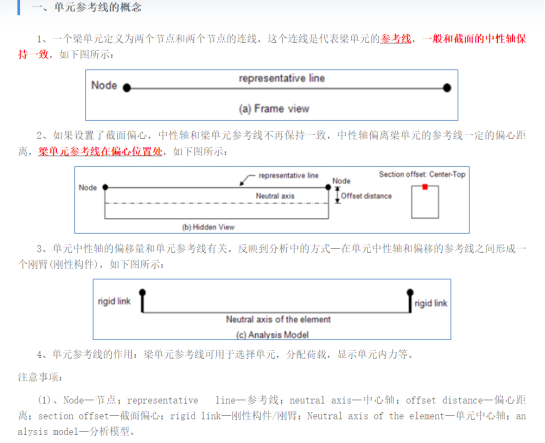 一、单元参考线的概念
1、一个梁单元定义为两个节点和两个节点的连线，这个连线是代表梁单元的参考线，一般和截面的中性轴保
持一致，如下图所示：
Node
representative line
(a) Frame view
2、如果设置了截面偏心，中性轴和梁单元参考线不再保持一致，中性轴偏离梁单元的参考线一定的偏心距
离，梁单元参考线在偏心位置处，如下图所示：
Node
representative line
Node
Section offset: Center-Top
Neutral axis
Offset distance
(b) Hidden View
3、单元中性轴的偏移量和单元参考线有关，反映到分析中的方式—在单元中性轴和偏移的参考线之间形成一
个刚臂(刚性构件)，如下图所示：
rigid link
rigid link
Neutral axis of the element
(c) Analysis Model
4、单元参考线的作用：梁单元参考线可用于选择单元，分配荷载，显示单元内力等。
注意事项：
(1)、Node—节点；representative line—参考线；neutral axis—中心轴；offset distance—偏心距
离；section offset—截面偏心；rigid link—刚性构件/刚臂；Neutral axis of the element—单元中心轴；an
alysis model—分析模型。